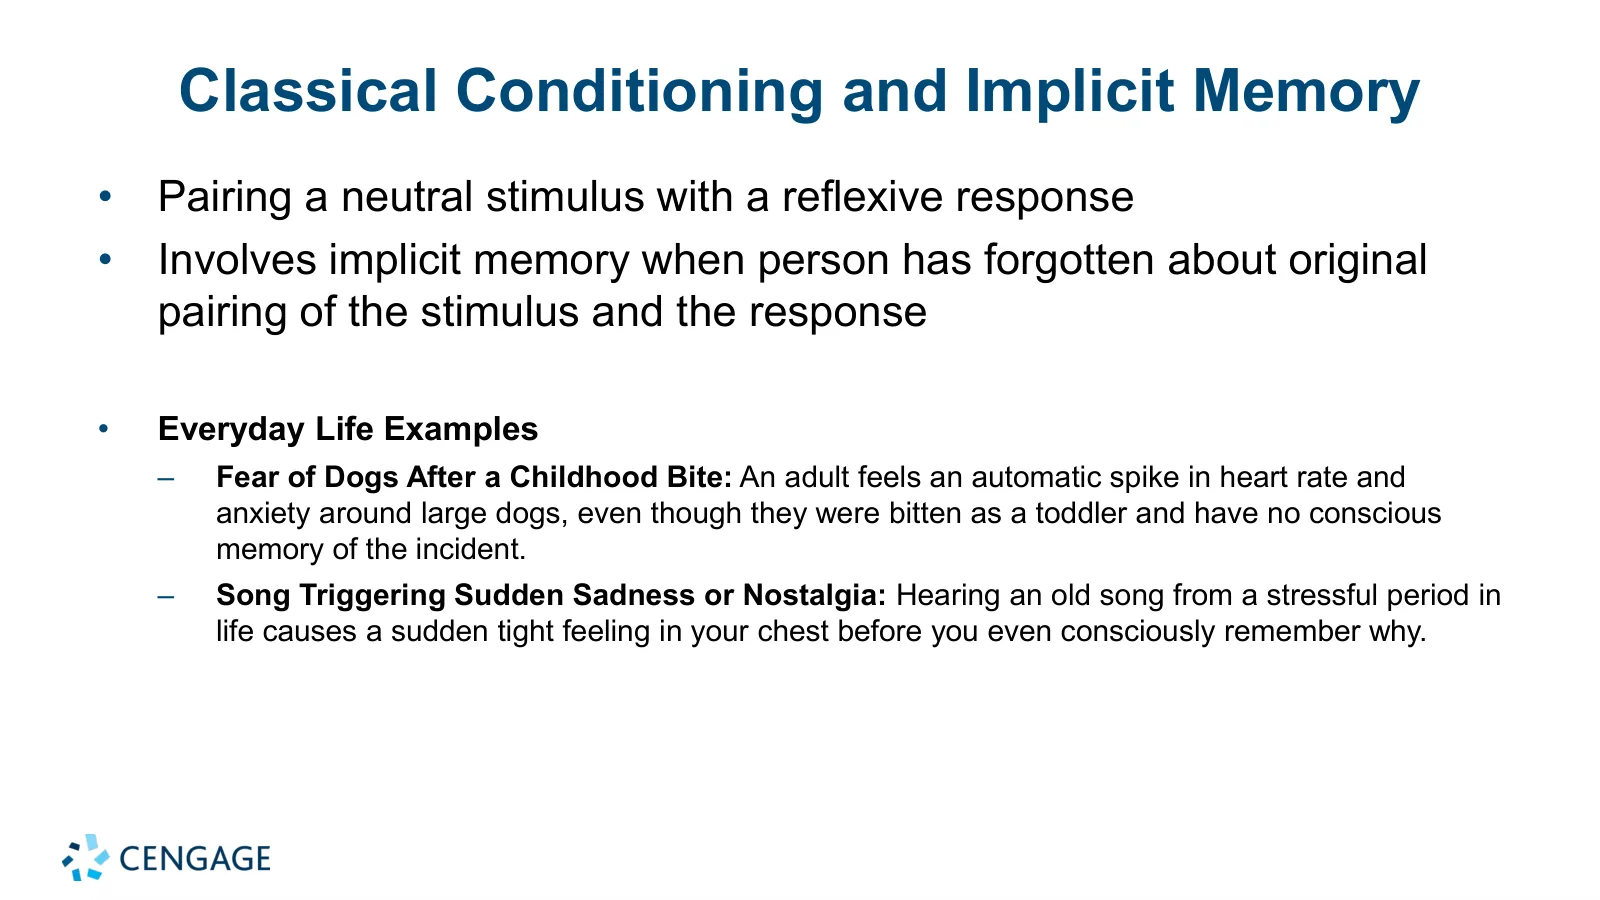 Classical Conditioning and Implicit Memory
• Pairing a neutral stimulus with a reflexive response
• Involves implicit memory when person has forgotten about original
pairing of the stimulus and the response
• Everyday Life Examples
– Fear of Dogs After a Childhood Bite: An adult feels an automatic spike in heart rate and
anxiety around large dogs, even though they were bitten as a toddler and have no conscious
memory of the incident.
– Song Triggering Sudden Sadness or Nostalgia: Hearing an old song from a stressful period in
life causes a sudden tight feeling in your chest before you even consciously remember why.
CENGAGE